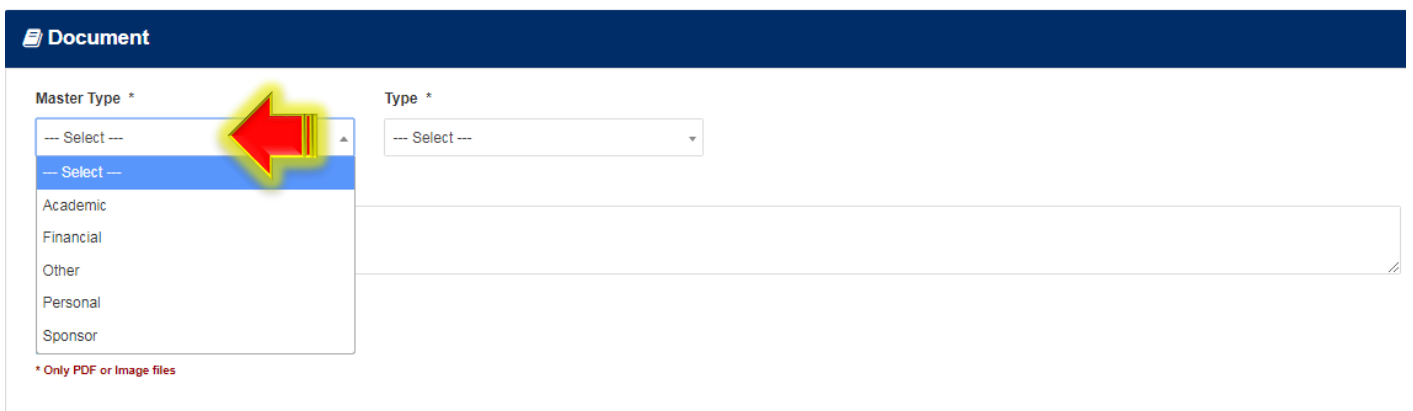 Document
Master Type * Type *
--- Select --- --- Select ---
--- Select ---
Academic
Financial
Other
Personal
Sponsor
* Only PDF or Image files